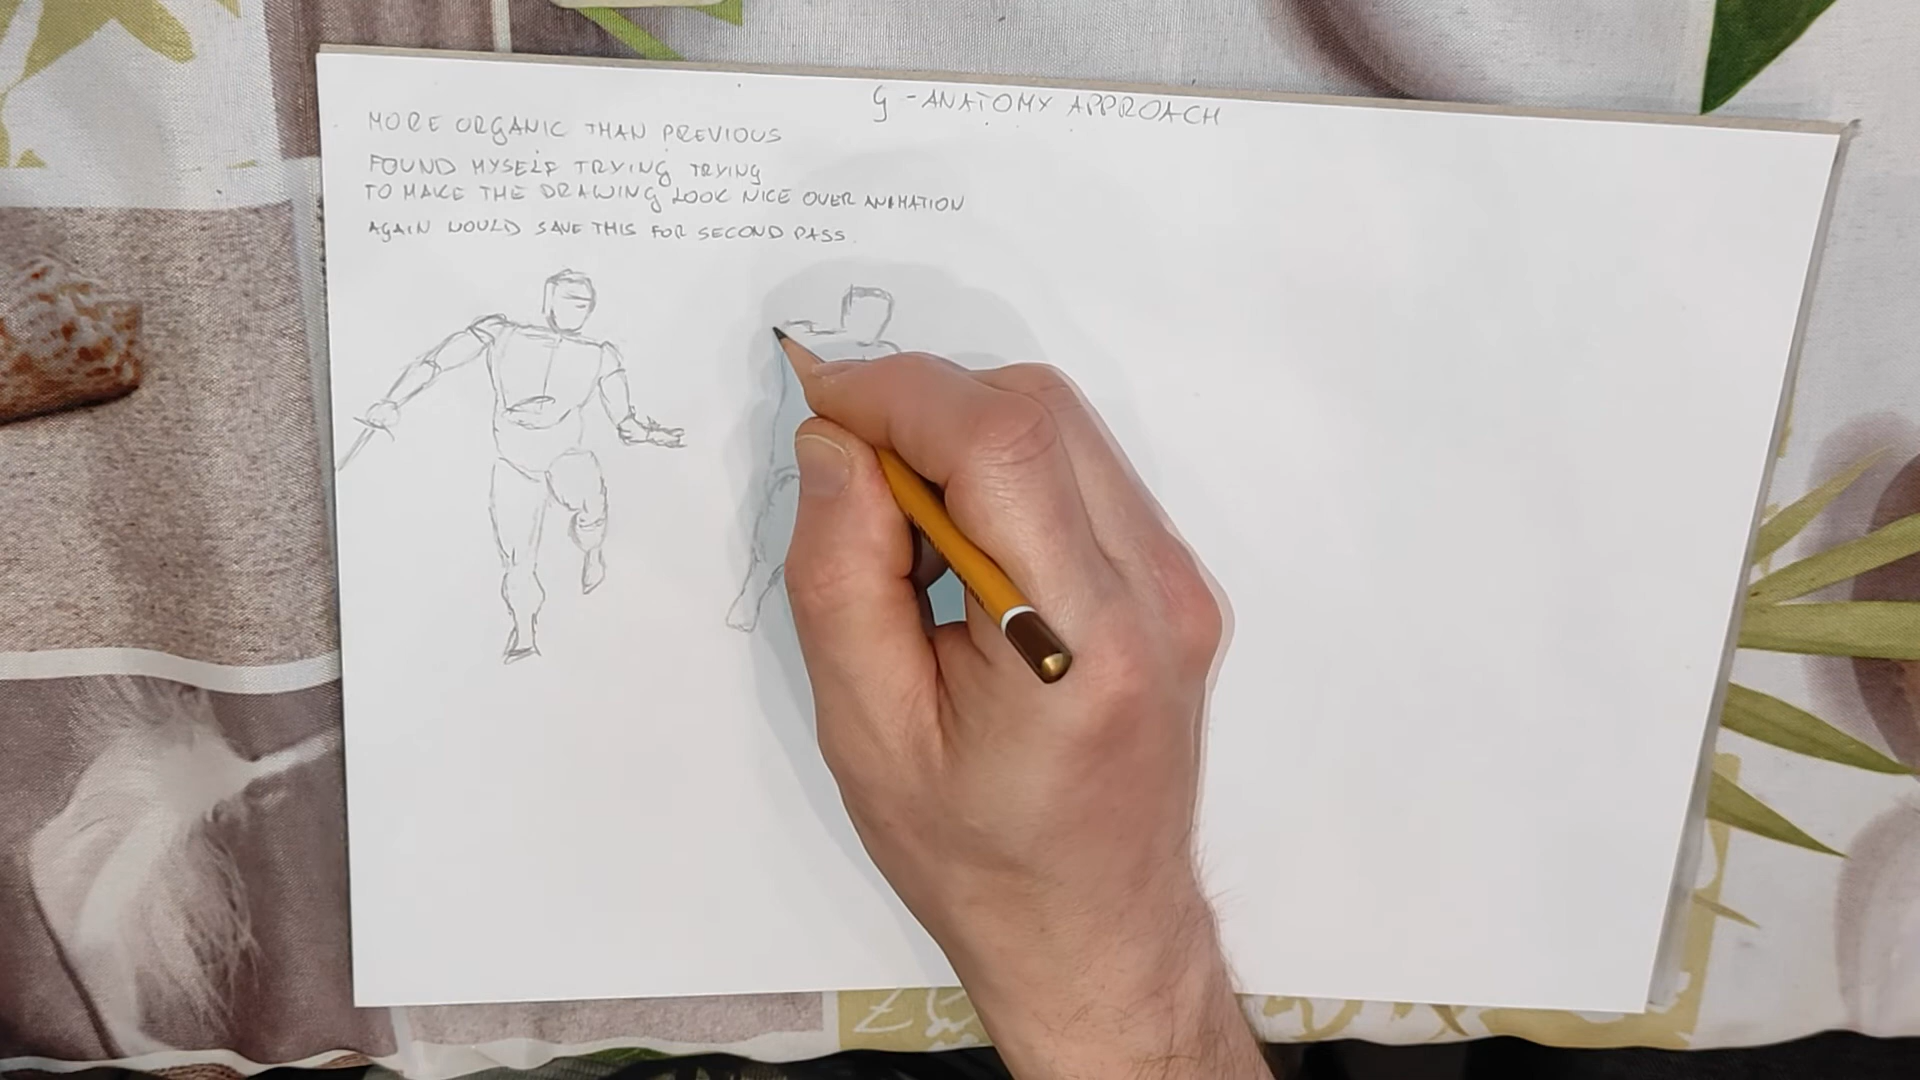 g - ANATOMY APPROACH
MORE ORGANIC THAN PREVIOUS
FOUND MYSELF TRYING TRYING
TO MAKE THE DRAWING LOOK NICE OVER ANIMATION
AGAIN WOULD SAVE THIS FOR SECOND PASS